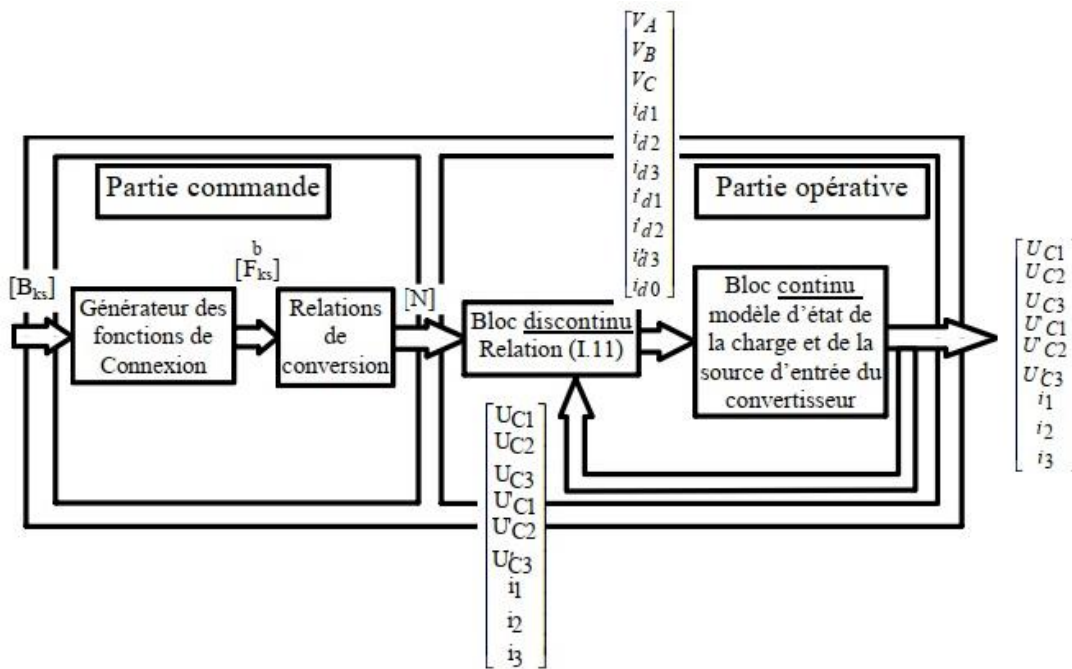 V_A
V_B
V_C
i_d1
i_d2
i_d3
i'_d1
i'_d2
i'_d3
i_d0
Partie commande
Partie opérative
[B_ks]
b
[F_ks]
[N]
Générateur des
fonctions de
Connexion
Relations
de
conversion
Bloc discontinu
Relation (I.11)
Bloc continu
modèle d'état de
la charge et de la
source d'entrée du
convertisseur
U_C1
U_C2
U_C3
U'_C1
U'_C2
U'_C3
i_1
i_2
i_3
U_C1
U_C2
U_C3
U'_C1
U'_C2
U'_C3
i_1
i_2
i_3